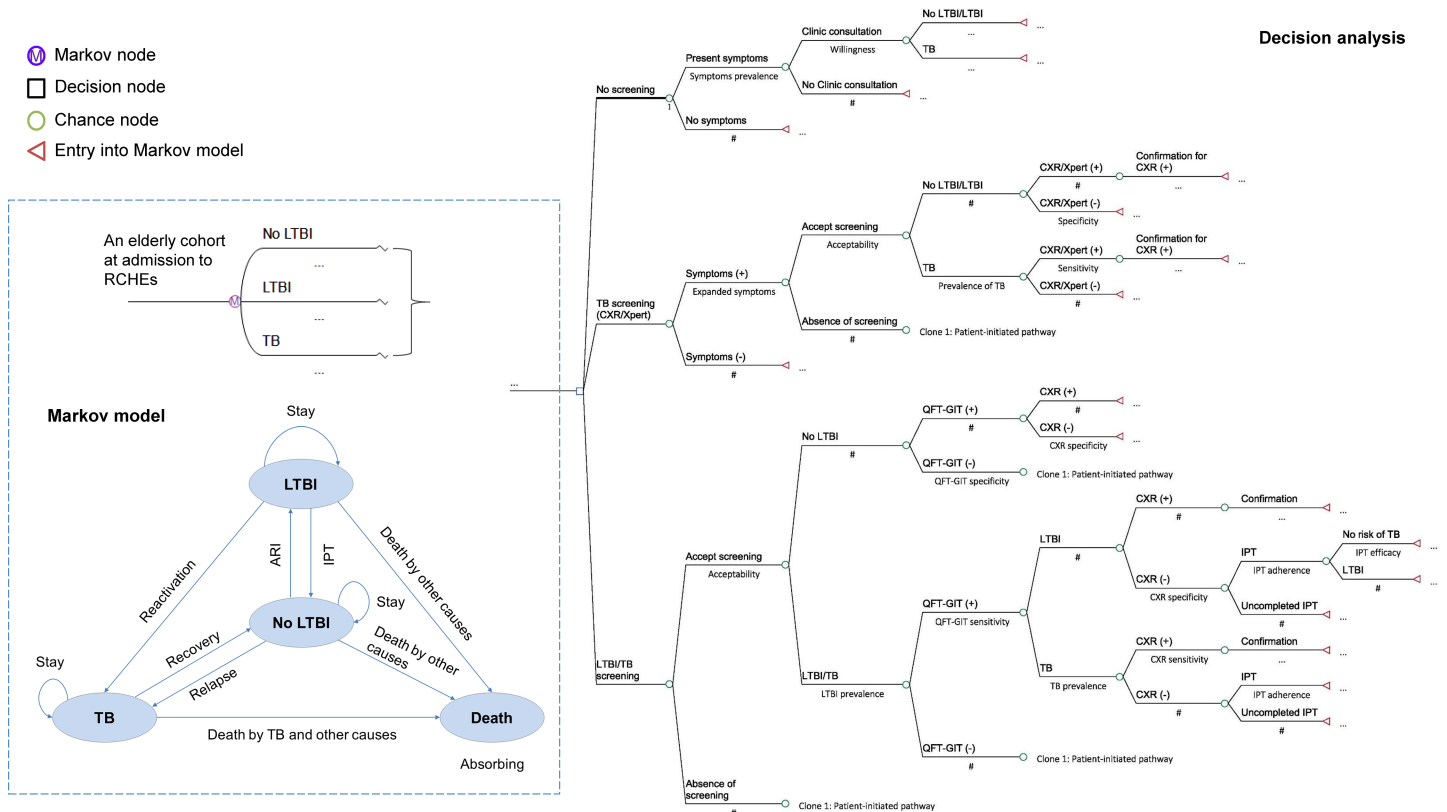 M Markov node
Decision node
Chance node
Entry into Markov model
Decision analysis
An elderly cohort
at admission to
RCHEs
M
No LTBI
...
LTBI
...
TB
...
Markov model
Stay
LTBI
Reactivation
ARI
IPT
Death by other causes
No LTBI
Stay
Recovery
Relapse
Death by other
causes
Stay
TB
Death by TB and other causes
Death
Absorbing
...
No screening
1
Present symptoms
Symptoms prevalence
Clinic consultation
Willingness
No LTBI/LTBI
...
...
TB
...
...
No Clinic consultation
#
...
No symptoms
#
...
TB screening
(CXR/Xpert)
Symptoms (+)
Expanded symptoms
Accept screening
Acceptability
No LTBI/LTBI
#
CXR/Xpert (+)
#
Confirmation for
CXR (+)
...
...
CXR/Xpert (-)
Specificity
...
TB
Prevalence of TB
CXR/Xpert (+)
Sensitivity
Confirmation for
CXR (+)
...
...
CXR/Xpert (-)
#
...
Absence of screening
#
Clone 1: Patient-initiated pathway
Symptoms (-)
#
...
LTBI/TB
screening
Accept screening
Acceptability
No LTBI
#
QFT-GIT (+)
#
CXR (+)
#
...
CXR (-)
CXR specificity
...
QFT-GIT (-)
QFT-GIT specificity
Clone 1: Patient-initiated pathway
LTBI/TB
LTBI prevalence
QFT-GIT (+)
QFT-GIT sensitivity
LTBI
#
CXR (+)
#
Confirmation
...
...
CXR (-)
CXR specificity
IPT
IPT adherence
No risk of TB
IPT efficacy
...
LTBI
#
...
Uncompleted IPT
#
...
TB
TB prevalence
CXR (+)
CXR sensitivity
Confirmation
...
...
CXR (-)
#
IPT
IPT adherence
...
Uncompleted IPT
#
...
QFT-GIT (-)
#
Clone 1: Patient-initiated pathway
Absence of
screening
#
Clone 1: Patient-initiated pathway